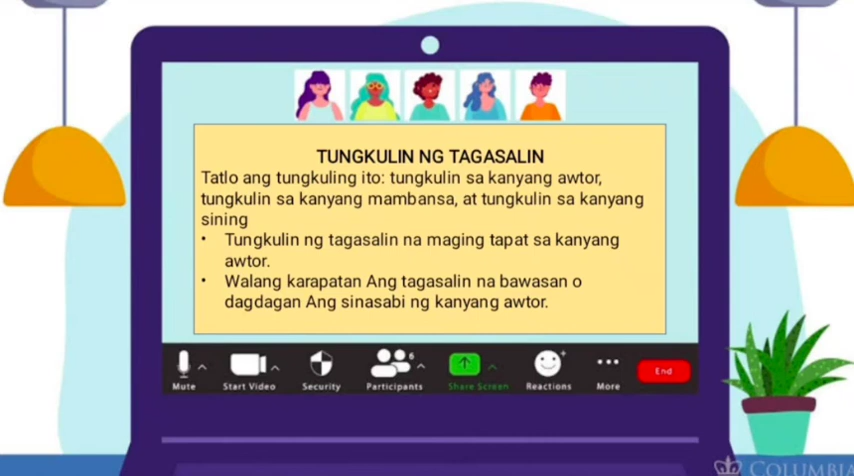 TUNGKULIN NG TAGASALIN
Tatlo ang tungkuling ito: tungkulin sa kanyang awtor,
tungkulin sa kanyang mambansa, at tungkulin sa kanyang
sining
• Tungkulin ng tagasalin na maging tapat sa kanyang
awtor.
• Walang karapatan Ang tagasalin na bawasan o
dagdagan Ang sinasabi ng kanyang awtor.
6
Mute Start Video Security Participants Share Screen Reactions More End
COLUMBIA